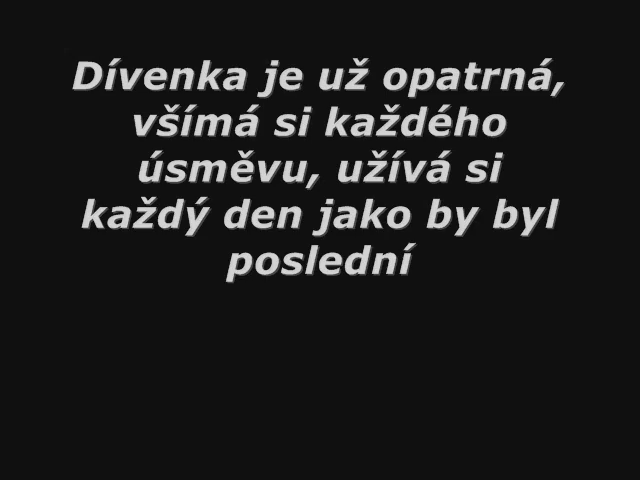 Dívenka je už opatrná,
všímá si každého
úsměvu, užívá si
každý den jako by byl
poslední